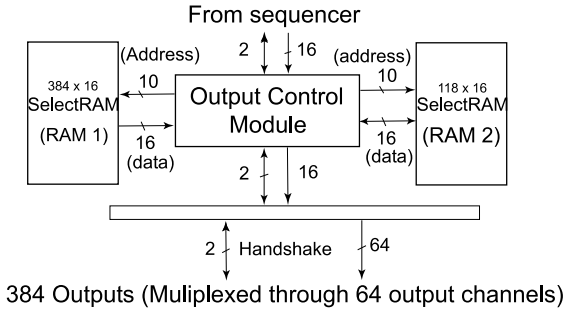 From sequencer
2
16
(Address)
(address)
10
10
384 x 16
SelectRAM
(RAM 1)
Output Control
Module
118 x 16
SelectRAM
(RAM 2)
16
(data)
16
(data)
2
16
2
Handshake
64
384 Outputs (Muliplexed through 64 output channels)